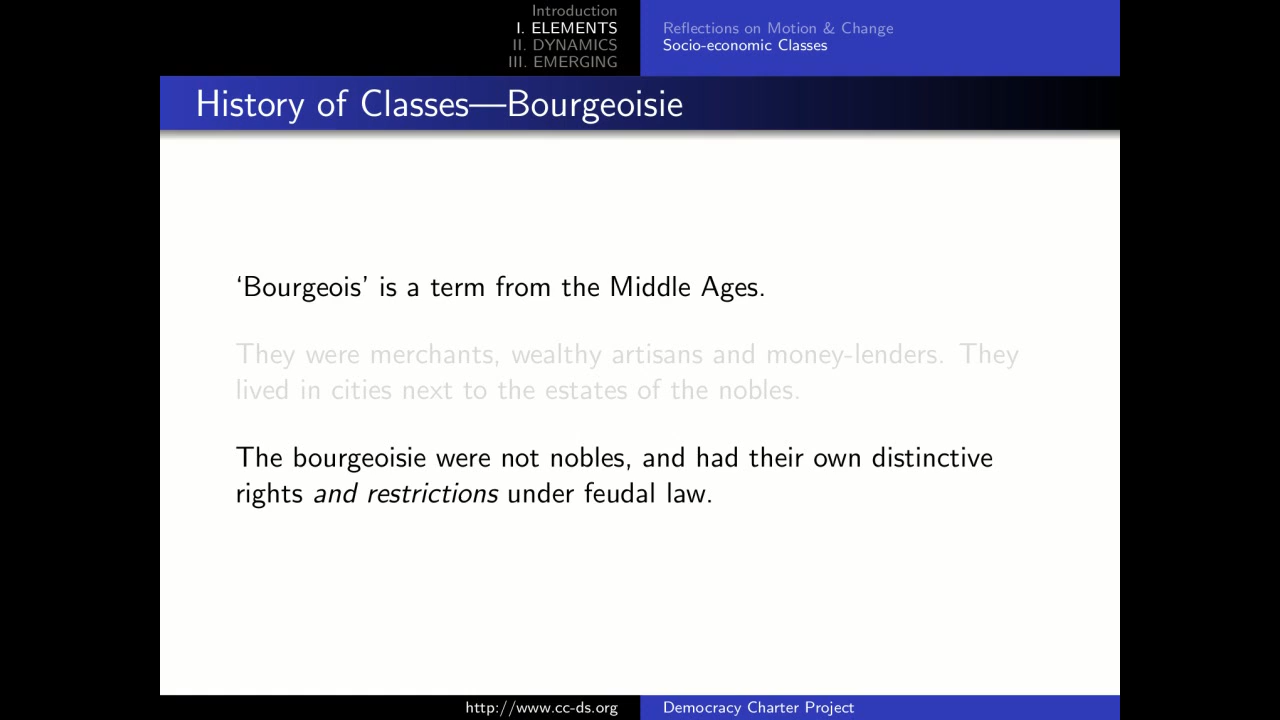 Introduction
I. ELEMENTS
II. DYNAMICS
III. EMERGING
Reflections on Motion & Change
Socio-economic Classes
History of Classes—Bourgeoisie
‘Bourgeois’ is a term from the Middle Ages.
They were merchants, wealthy artisans and money-lenders. They
lived in cities next to the estates of the nobles.
The bourgeoisie were not nobles, and had their own distinctive
rights and restrictions under feudal law.
http://www.cc-ds.org
Democracy Charter Project